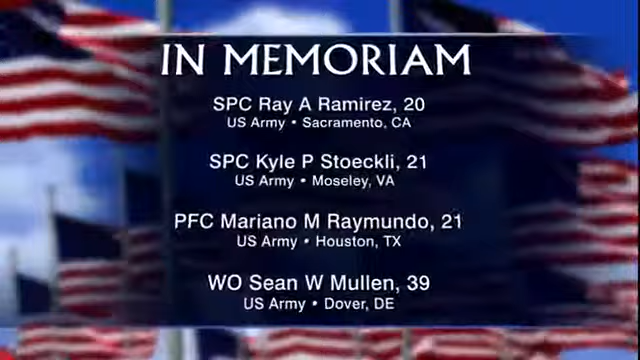 IN MEMORIAM
SPC Ray A Ramirez, 20
US Army • Sacramento, CA
SPC Kyle P Stoeckli, 21
US Army • Moseley, VA
PFC Mariano M Raymundo, 21
US Army • Houston, TX
WO Sean W Mullen, 39
US Army • Dover, DE